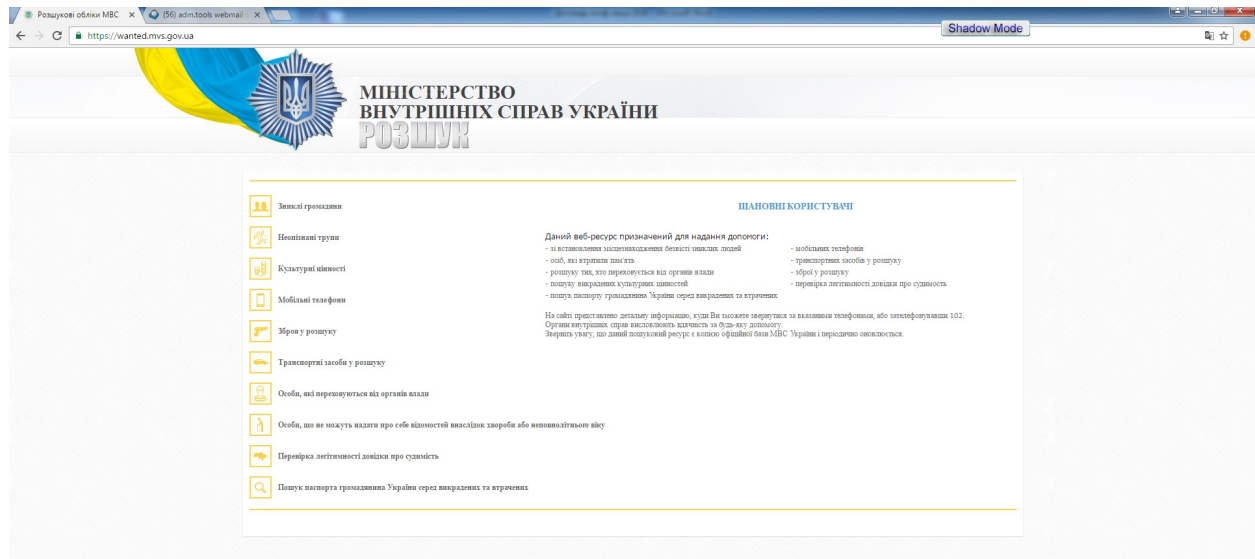 Розшукові обліки МВС
(56) adm.tools webmail
Shadow Mode
https://wanted.mvs.gov.ua
МІНІСТЕРСТВО
ВНУТРІШНІХ СПРАВ УКРАЇНИ
РОЗШУК
Зниклі громадяни
Неопізнані трупи
Культурні цінності
Мобільні телефони
Зброя у розшуку
Транспортні засоби у розшуку
Особи, які переховуються від органів влади
Особи, що не можуть надати про себе відомостей внаслідок хвороби або неповнолітнього віку
Перевірка легітимності довідки про судимість
Пошук паспорта громадянина України серед викрадених та втрачених
ШАНОВНІ КОРИСТУВАЧІ
Даний веб-ресурс призначений для надання допомоги:
- зі встановлення місцезнаходження безвісті зниклих людей
- осіб, які втратили пам'ять
- розшуку тих, хто переховується від органів влади
- пошуку викрадених культурних цінностей
- пошук паспорту громадянина України серед викрадених та втрачених
- мобільних телефонів
- транспортних засобів у розшуку
- зброї у розшуку
- перевірка легітимності довідки про судимость
На сайті представлено детальну інформацію, куди Ви зможете звернутися за вказаними телефонами, або зателефонувавши 102.
Органи внутрішніх справ висловлюють вдячність за будь-яку допомогу.
Зверніть увагу, що даний пошуковий ресурс є копією офіційної бази МВС України і періодично оновлюється.